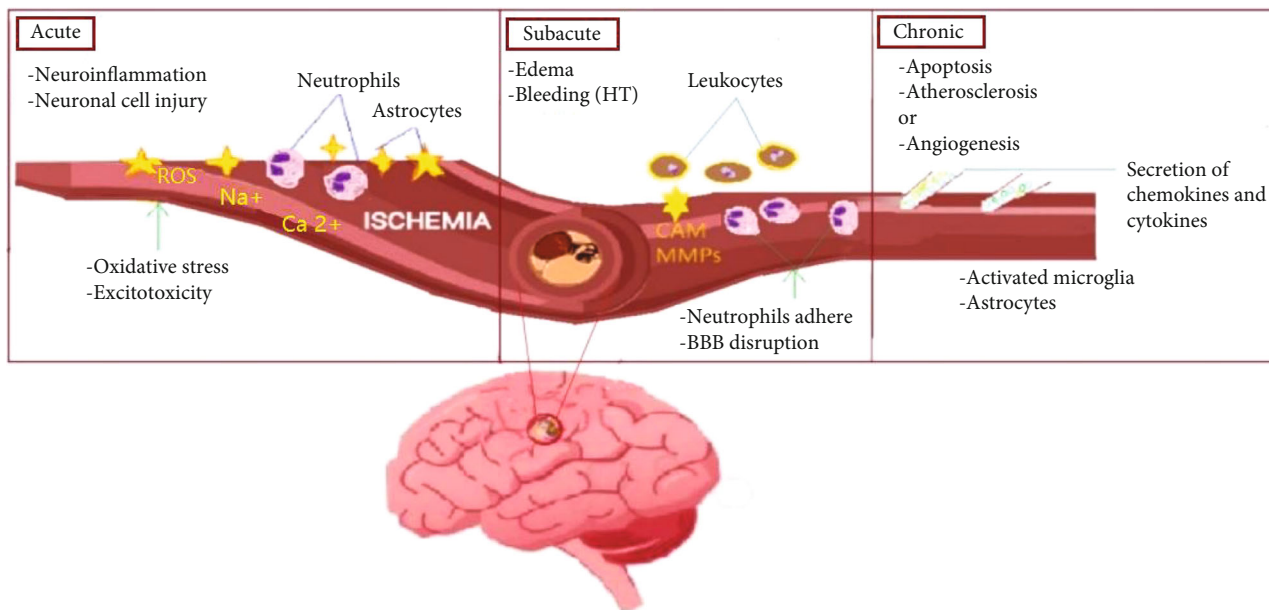 Acute
-Neuroinflammation
-Neuronal cell injury
Neutrophils
Astrocytes
ROS
Na+
Ca 2+
ISCHEMIA
-Oxidative stress
-Excitotoxicity
Subacute
-Edema
-Bleeding (HT)
Leukocytes
CAM
MMPs
-Neutrophils adhere
-BBB disruption
Chronic
-Apoptosis
-Atherosclerosis
or
-Angiogenesis
Secretion of
chemokines and
cytokines
-Activated microglia
-Astrocytes